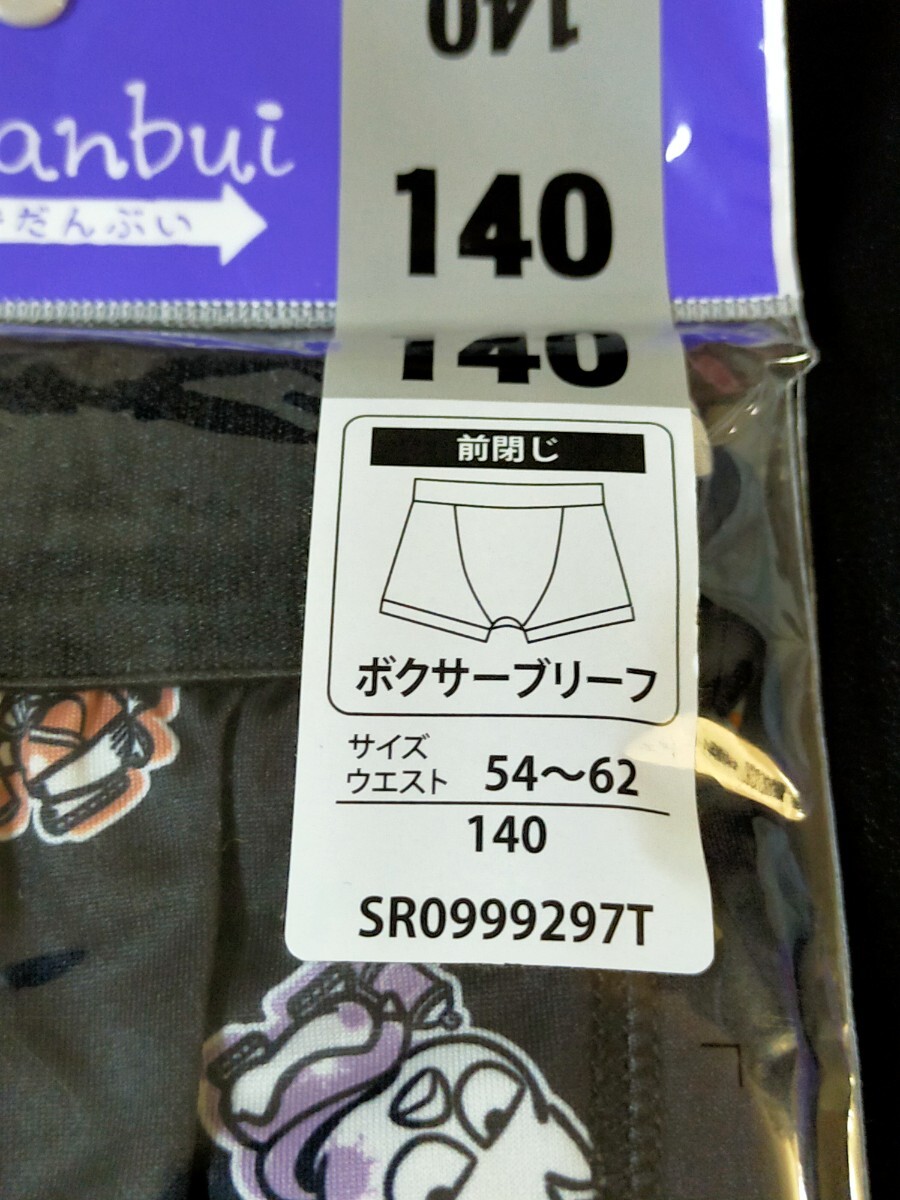 140
anbui
だんぶい
140
140
前閉じ
ボクサーブリーフ
サイズ
ウエスト 54～62
140
SR0999297T